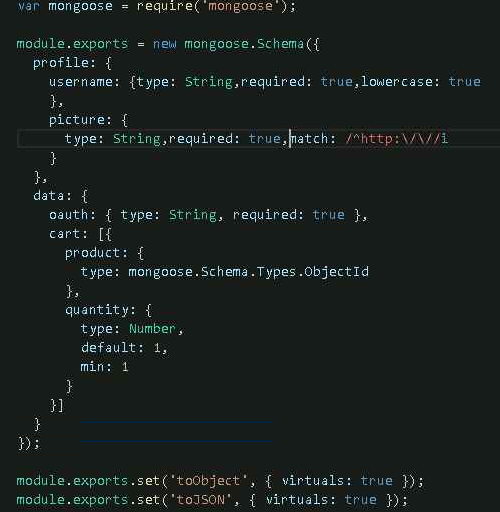 var mongoose = require('mongoose');
module.exports = new mongoose.Schema({
profile: {
username: {type: String,required: true,lowercase: true
},
picture: {
type: String,required: true,match: /^http:\/\//i
}
},
data: {
oauth: { type: String, required: true },
cart: [{
product: {
type: mongoose.Schema.Types.ObjectId
},
quantity: {
type: Number,
default: 1,
min: 1
}
}]
}
});
module.exports.set('toObject', { virtuals: true });
module.exports.set('toJSON', { virtuals: true });